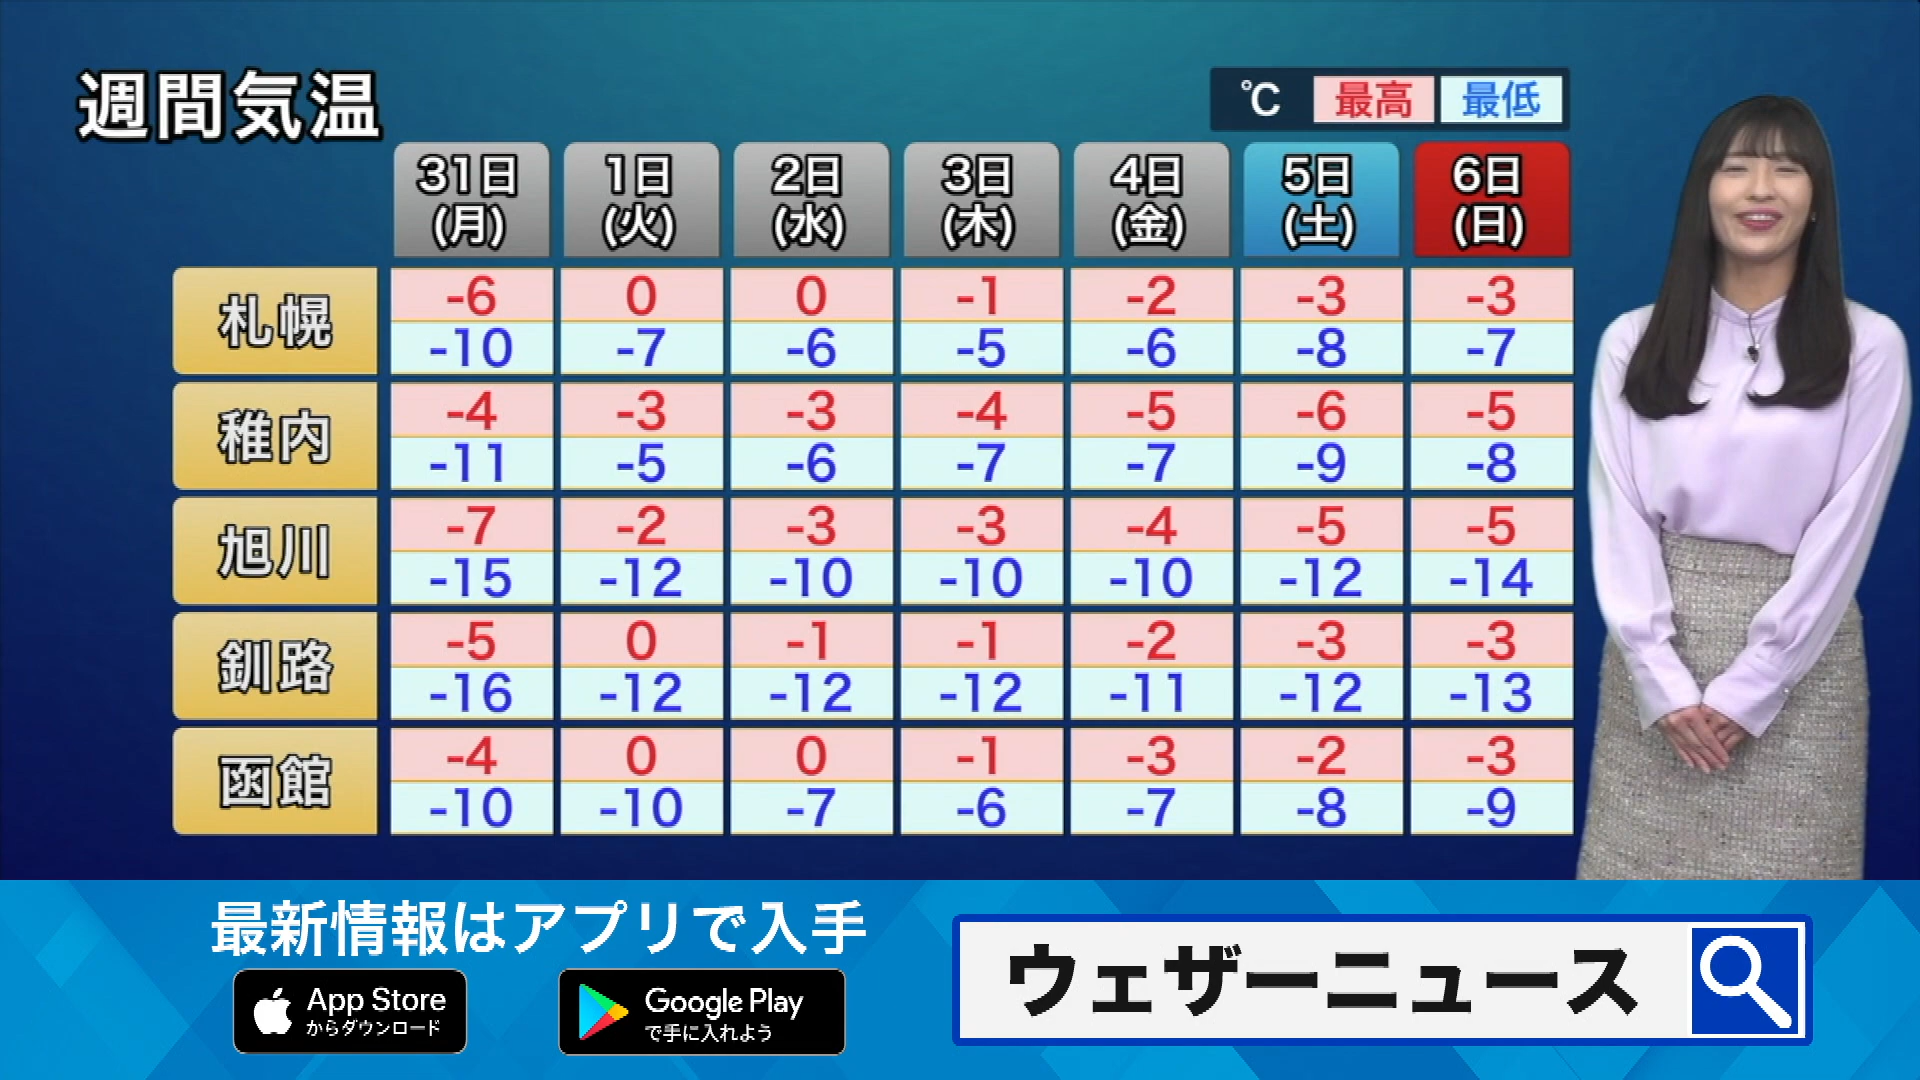 週間気温
℃ 最高 最低
31日 1日 2日 3日 4日 5日 6日
(月) (火) (水) (木) (金) (土) (日)
札幌 -6 0 0 -1 -2 -3 -3
-10 -7 -6 -5 -6 -8 -7
稚内 -4 -3 -3 -4 -5 -6 -5
-11 -5 -6 -7 -7 -9 -8
旭川 -7 -2 -3 -3 -4 -5 -5
-15 -12 -10 -10 -10 -12 -14
釧路 -5 0 -1 -1 -2 -3 -3
-16 -12 -12 -12 -11 -12 -13
函館 -4 0 0 -1 -3 -2 -3
-10 -10 -7 -6 -7 -8 -9
最新情報はアプリで入手
App Store
からダウンロード
Google Play
で手に入れよう
ウェザーニュース